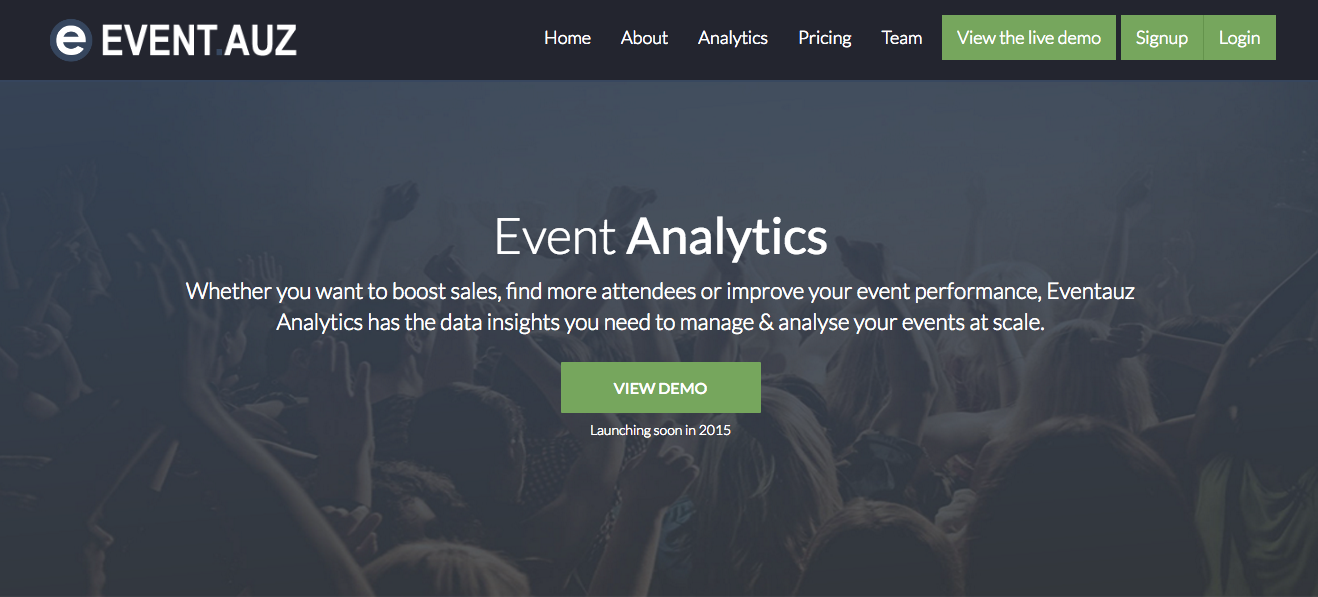 e EVENT.AUZ
Home About Analytics Pricing Team View the live demo Signup Login
Event Analytics
Whether you want to boost sales, find more attendees or improve your event performance, Eventauz
Analytics has the data insights you need to manage & analyse your events at scale.
VIEW DEMO
Launching soon in 2015